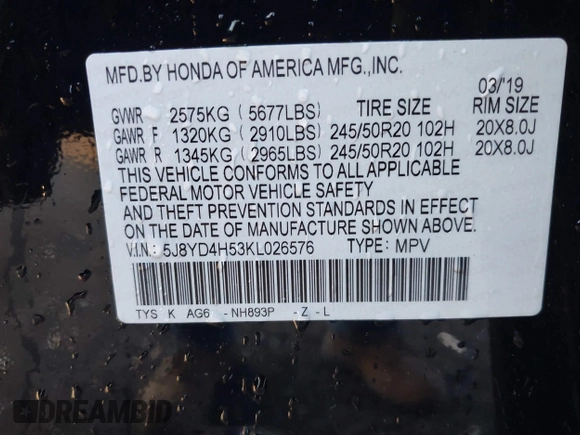 MFD.BY HONDA OF AMERICA MFG.,INC.
03/'19
GVWR 2575KG ( 5677LBS) TIRE SIZE RIM SIZE
GAWR F 1320KG ( 2910LBS) 245/50R20 102H 20X8.0J
GAWR R 1345KG ( 2965LBS) 245/50R20 102H 20X8.0J
THIS VEHICLE CONFORMS TO ALL APPLICABLE
FEDERAL MOTOR VEHICLE SAFETY
AND THEFT PREVENTION STANDARDS IN EFFECT
ON THE DATE OF MANUFACTURE SHOWN ABOVE.
V.I.N.: 5J8YD4H53KL026576 TYPE: MPV
TYS K AG6 - NH893P - Z - L
DREAMBID